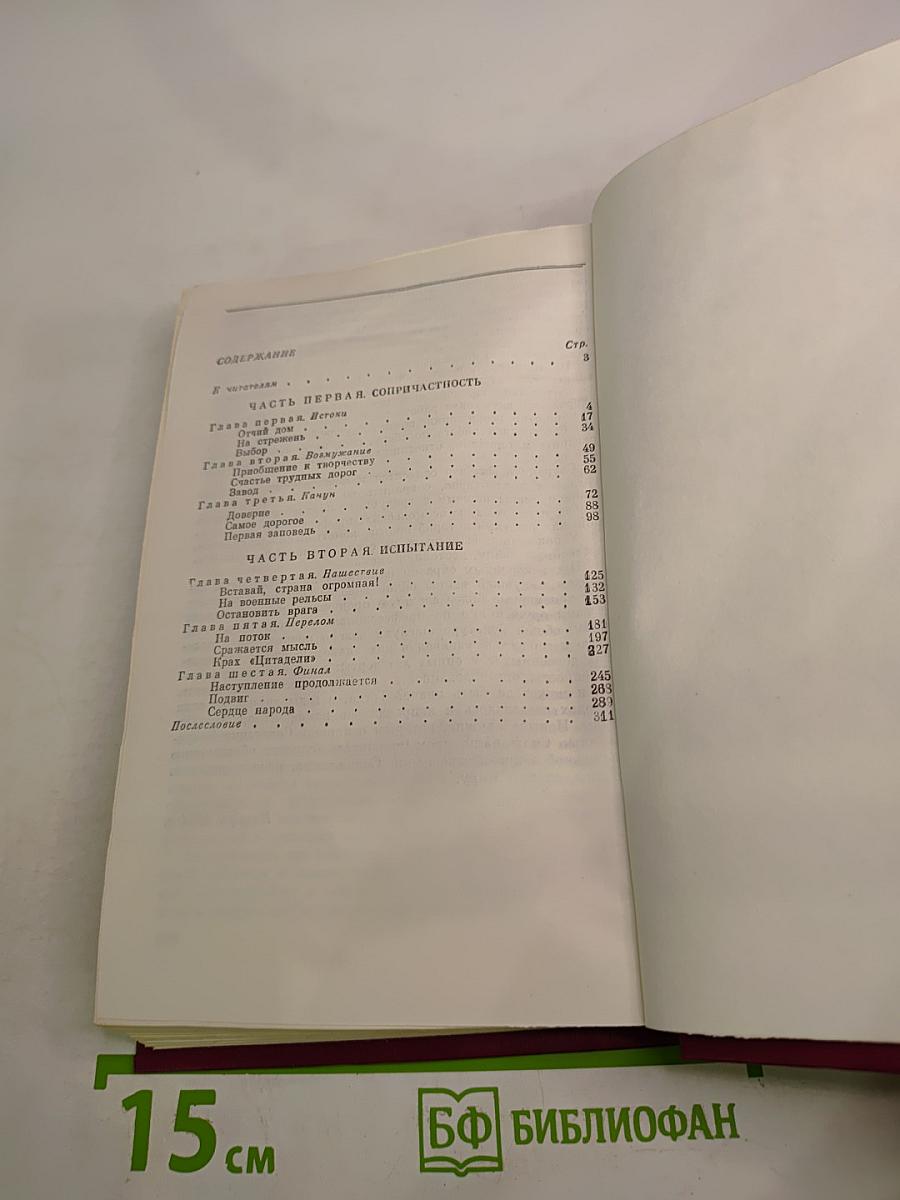 СОДЕРЖАНИЕ
Стр.
К читателям . . . . . . . . . . . . . . 3
ЧАСТЬ ПЕРВАЯ. СОПРИЧАСТНОСТЬ
Глава первая. Истоки
Отчий дом . . . . . . . . . . . . . 4
На стрежень . . . . . . . . . . . . . 17
Выбор . . . . . . . . . . . . . 34
Глава вторая. Возмужание
Приобщение к творчеству . . . . . . . . . 49
Счастье трудных дорог . . . . . . . . . 55
Завод . . . . . . . . . . . . . 62
Глава третья. Канун
Доверие . . . . . . . . . . . . . 72
Самое дорогое . . . . . . . . . . . . 88
Первая заповедь . . . . . . . . . . . 98
ЧАСТЬ ВТОРАЯ. ИСПЫТАНИЕ
Глава четвертая. Нашествие
Вставай, страна огромная! . . . . . . . . . 125
На военные рельсы . . . . . . . . . . . 132
Остановить врага . . . . . . . . . . . 153
Глава пятая. Перелом
На поток . . . . . . . . . . . . . 181
Сражается мысль . . . . . . . . . . . 197
Крах «Цитадели» . . . . . . . . . . . 227
Глава шестая. Финал
Наступление продолжается . . . . . . . . . 245
Подвиг . . . . . . . . . . . . . 268
Сердце народа . . . . . . . . . . . . 289
Послесловие . . . . . . . . . . . . . 311
15 см
БФ БИБЛИОФАН